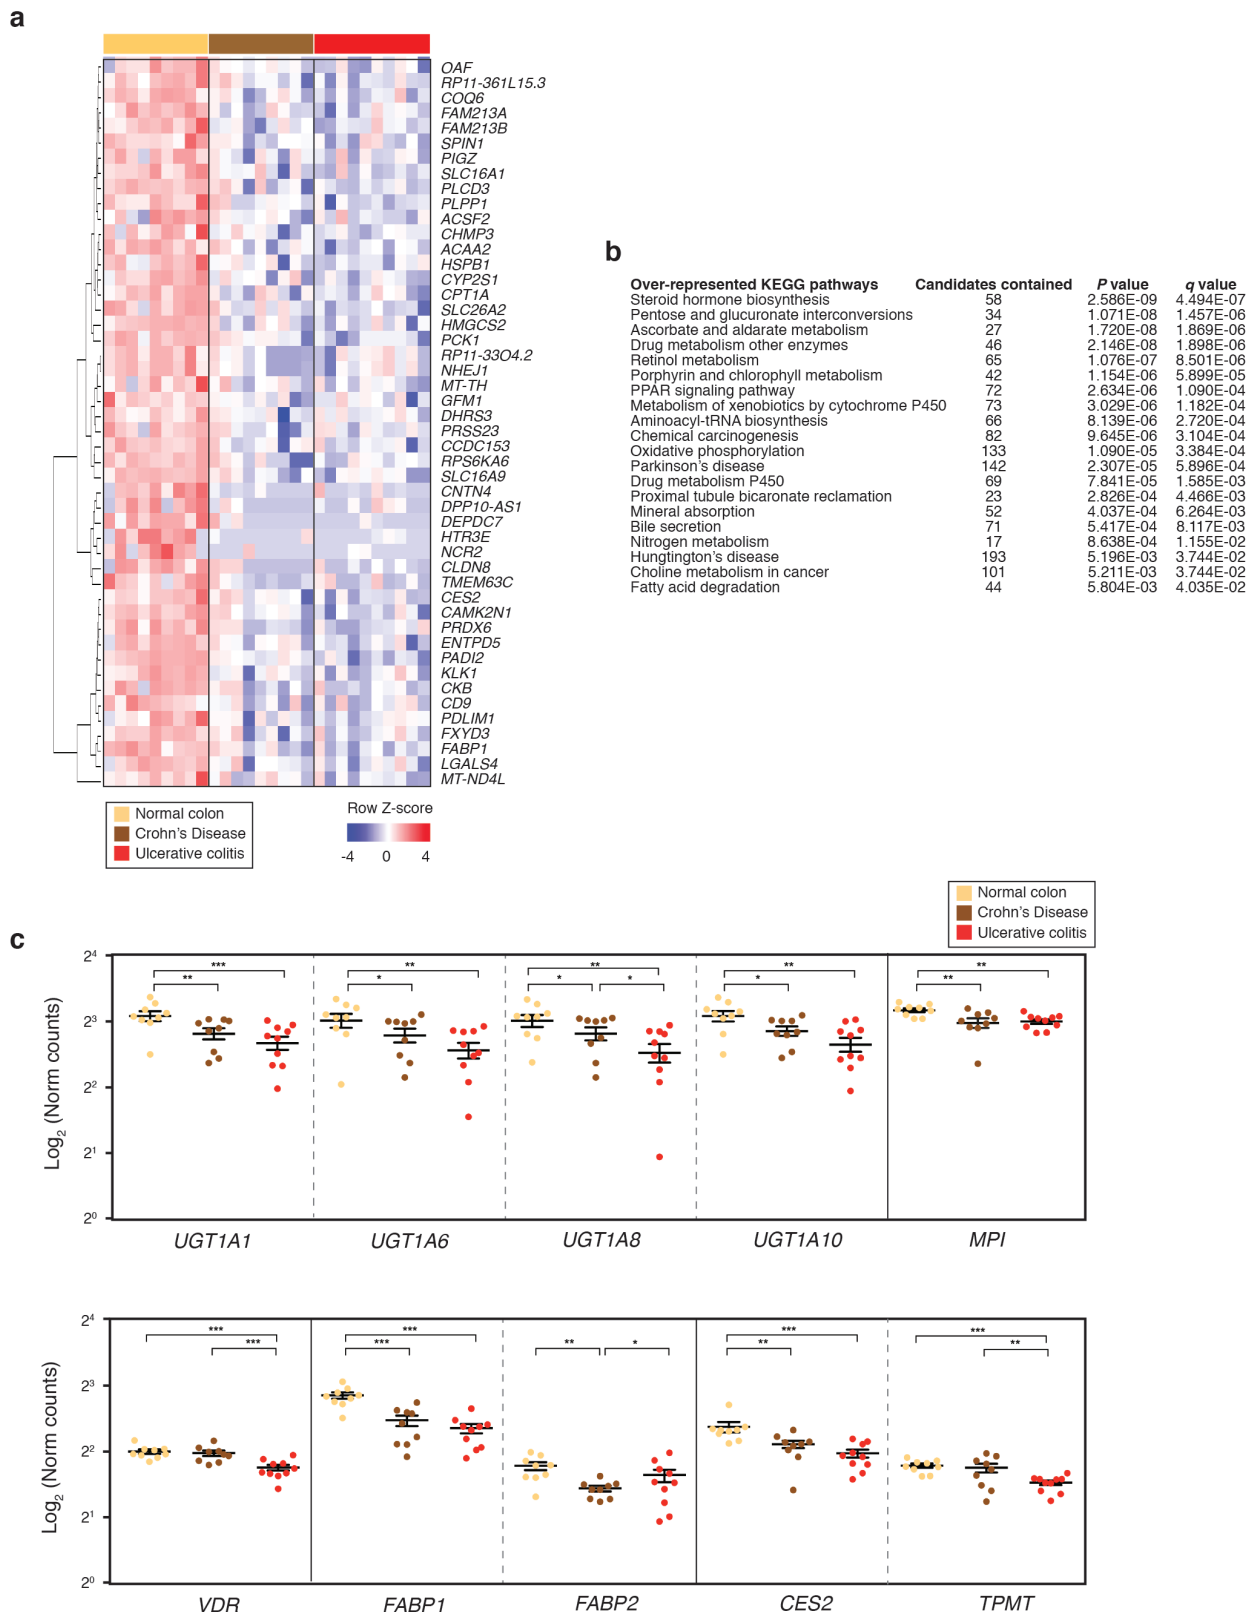 a
OAF
RP11-361L15.3
COQ6
FAM213A
FAM213B
SPIN1
PIGZ
SLC16A1
PLCD3
PLPP1
ACSF2
CHMP3
ACAA2
HSPB1
CYP2S1
CPT1A
SLC26A2
HMGCS2
PCK1
RP11-33O4.2
NHEJ1
MT-TH
GFM1
DHRS3
PRSS23
CCDC153
RPS6KA6
SLC16A9
CNTN4
DPP10-AS1
DEPDC7
HTR3E
NCR2
CLDN8
TMEM63C
CES2
CAMK2N1
PRDX6
ENTPD5
PADI2
KLK1
CKB
CD9
PDLIM1
FXYD3
FABP1
LGALS4
MT-ND4L
Normal colon
Crohn's Disease
Ulcerative colitis
Row Z-score
-4 0 4
b
Over-represented KEGG pathways Candidates contained P value q value
Steroid hormone biosynthesis 58 2.586E-09 4.494E-07
Pentose and glucuronate interconversions 34 1.071E-08 1.457E-06
Ascorbate and aldarate metabolism 27 1.720E-08 1.869E-06
Drug metabolism other enzymes 46 2.146E-08 1.898E-06
Retinol metabolism 65 1.076E-07 8.501E-06
Porphyrin and chlorophyll metabolism 42 1.154E-06 5.899E-05
PPAR signaling pathway 72 2.634E-06 1.090E-04
Metabolism of xenobiotics by cytochrome P450 73 3.029E-06 1.182E-04
Aminoacyl-tRNA biosynthesis 66 8.139E-06 2.720E-04
Chemical carcinogenesis 82 9.645E-06 3.104E-04
Oxidative phosphorylation 133 1.090E-05 3.384E-04
Parkinson's disease 142 2.307E-05 5.896E-04
Drug metabolism P450 69 7.841E-05 1.585E-03
Proximal tubule bicaronate reclamation 23 2.826E-04 4.466E-03
Mineral absorption 52 4.037E-04 6.264E-03
Bile secretion 71 5.417E-04 8.117E-03
Nitrogen metabolism 17 8.638E-04 1.155E-02
Hungtington's disease 193 5.196E-03 3.744E-02
Choline metabolism in cancer 101 5.211E-03 3.744E-02
Fatty acid degradation 44 5.804E-03 4.035E-02
c
Normal colon
Crohn's Disease
Ulcerative colitis
Log₂ (Norm counts)
2⁴
2³
2²
2¹
2⁰
*** ** ** * ** * * ** * ** **
UGT1A1 UGT1A6 UGT1A8 UGT1A10 MPI
Log₂ (Norm counts)
2⁴
2³
2²
2¹
2⁰
*** *** *** *** ** * *** ** *** **
VDR FABP1 FABP2 CES2 TPMT